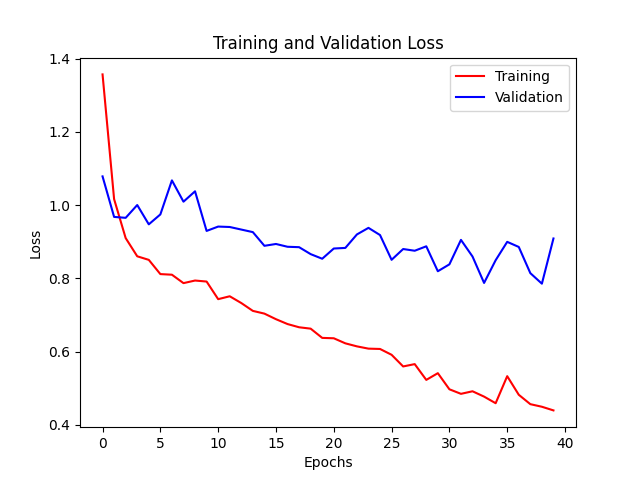 Training and Validation Loss
1.4
1.2
1.0
0.8
0.6
0.4
Loss
Training
Validation
0 5 10 15 20 25 30 35 40
Epochs